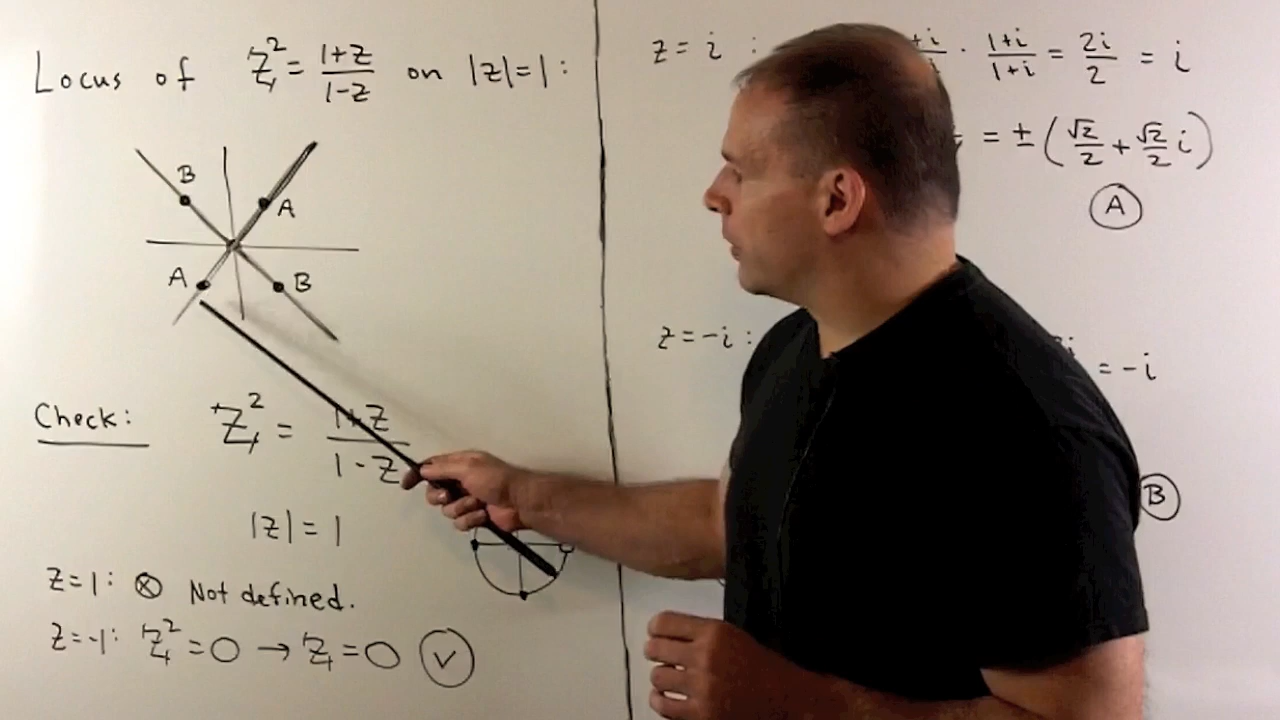 Locus of z₁² = (1+z)/(1-z) on |z|=1:
B
A
A
B
Check: z₁² = (1+z)/(1-z)
|z| = 1
z=1: ⊗ Not defined.
z=-1: z₁² = 0 → z₁ = 0 ✓
z = i : +i · (1+i)/(1+i) = 2i/2 = i
= ± (√2/2 + √2/2 i)
A
z = -i :
= -i
B